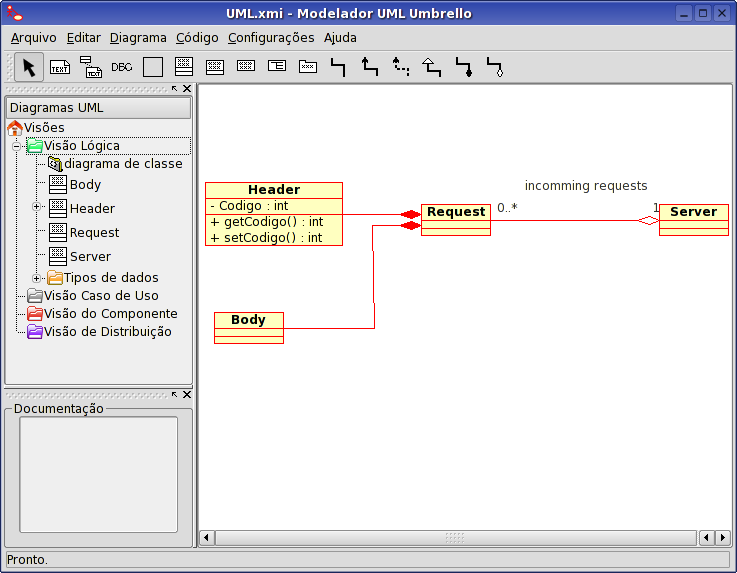 UML.xmi - Modelador UML Umbrello
Arquivo Editar Diagrama Código Configurações Ajuda
TEXT TEXT DBC
Diagramas UML
Visões
Visão Lógica
diagrama de classe
Body
Header
Request
Server
Tipos de dados
Visão Caso de Uso
Visão do Componente
Visão de Distribuição
Documentação
Header
- Codigo : int
+ getCodigo() : int
+ setCodigo() : int
incomming requests
Request 0..* 1 Server
Body
Pronto.